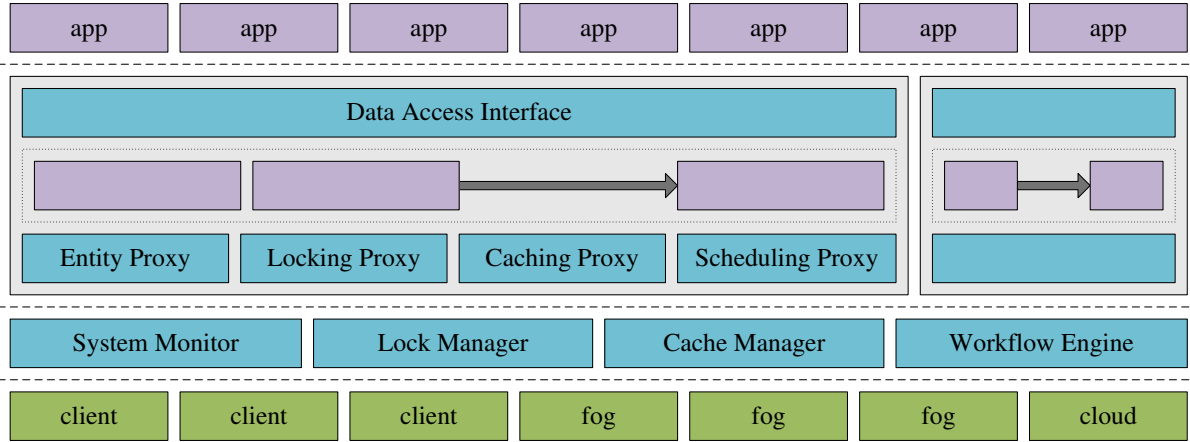 app app app app app app app
Data Access Interface
Entity Proxy Locking Proxy Caching Proxy Scheduling Proxy
System Monitor Lock Manager Cache Manager Workflow Engine
client client client fog fog fog cloud